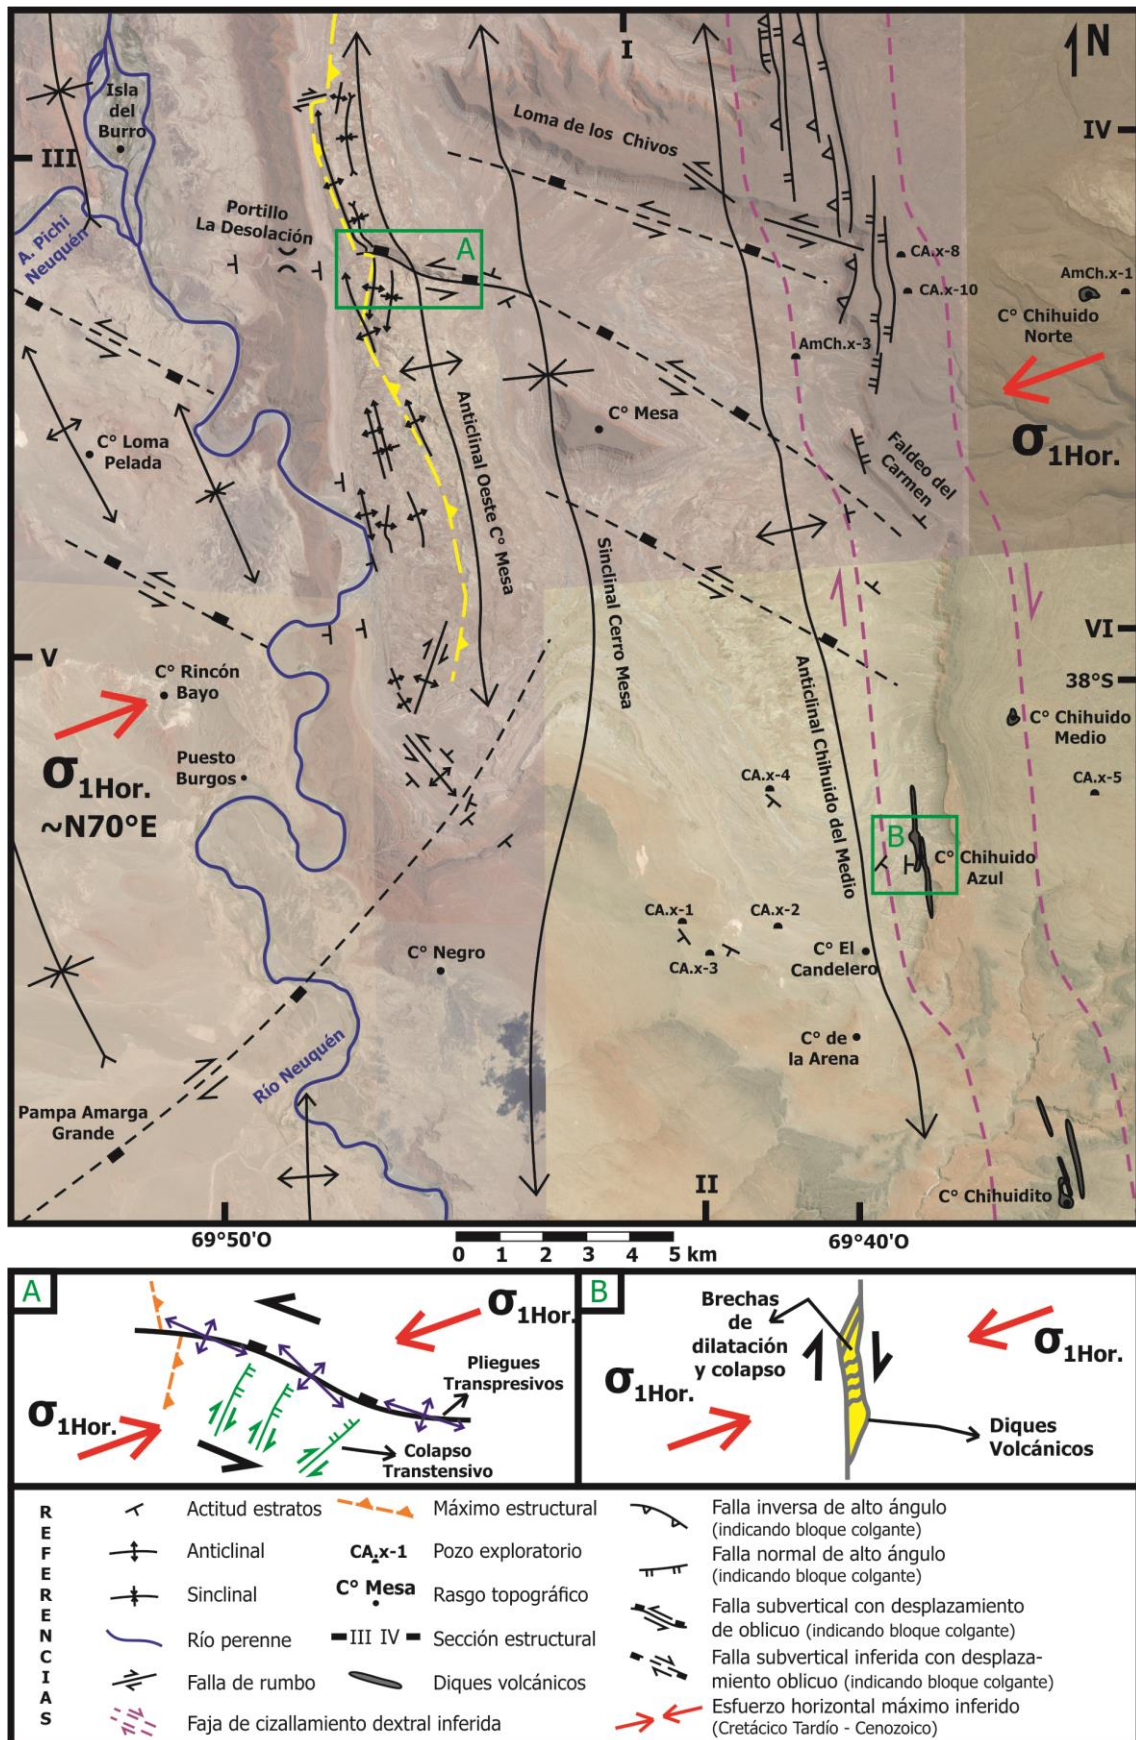 I
N
Isla
del
Burro
IV
III
Loma de los Chivos
Portillo
La Desolación
A. Pichi
Neuquén
A
CA.x-8
CA.x-10
AmCh.x-1
C° Chihuido
Norte
AmCh.x-3
C° Loma
Pelada
Anticlinal Oeste C° Mesa
C° Mesa
σ1Hor.
Faldeo del
Carmen
Sinclinal Cerro Mesa
V
VI
38°S
C° Rincón
Bayo
Anticlinal Chihuido del Medio
C° Chihuido
Medio
σ1Hor.
~N70°E
Puesto
Burgos
CA.x-4
CA.x-5
B
C° Chihuido
Azul
CA.x-1
CA.x-2
CA.x-3
C° Negro
C° El
Candelero
C° de
la Arena
Río Neuquén
Pampa Amarga
Grande
II
C° Chihuidito
69°50'O
69°40'O
0 1 2 3 4 5 km
A
σ1Hor.
Pliegues
Transpresivos
σ1Hor.
Colapso
Transtensivo
B
Brechas
de
dilatación
y colapso
σ1Hor.
σ1Hor.
Diques
Volcánicos
REFERENCIAS
Actitud estratos
Anticlinal
Sinclinal
Río perenne
Falla de rumbo
Faja de cizallamiento dextral inferida
Máximo estructural
CA.x-1 Pozo exploratorio
C° Mesa Rasgo topográfico
III IV Sección estructural
Diques volcánicos
Falla inversa de alto ángulo
(indicando bloque colgante)
Falla normal de alto ángulo
(indicando bloque colgante)
Falla subvertical con desplazamiento
de oblicuo (indicando bloque colgante)
Falla subvertical inferida con desplaza-
miento oblicuo (indicando bloque colgante)
Esfuerzo horizontal máximo inferido
(Cretácico Tardío - Cenozoico)